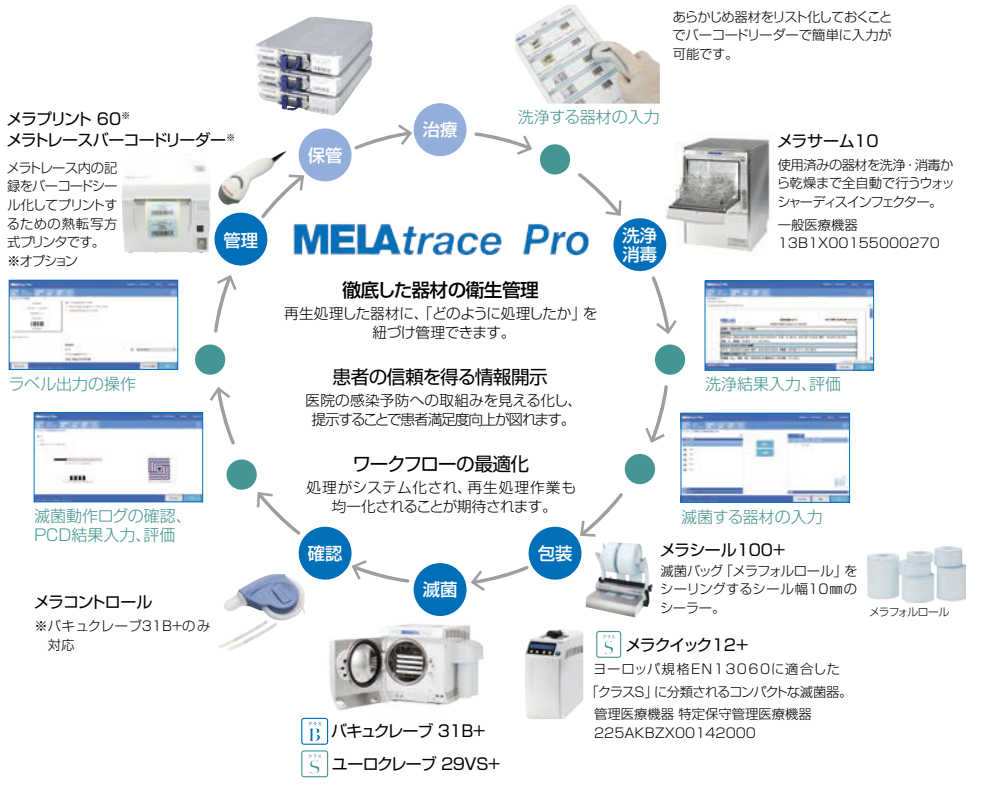 あらかじめ器材をリスト化しておくこと
でバーコードリーダーで簡単に入力が
可能です。
洗浄する器材の入力
治療
保管
メラプリント 60※
メラトレースバーコードリーダー※
メラトレース内の記
録をバーコードシー
ル化してプリントす
るための熱転写方
式プリンタです。
※オプション
管理
MELAtrace Pro
洗浄
消毒
メラサーム10
使用済みの器材を洗浄・消毒か
ら乾燥まで全自動で行うウォッ
シャーディスインフェクター。
一般医療機器
13B1X00155000270
徹底した器材の衛生管理
再生処理した器材に、「どのように処理したか」を
紐づけ管理できます。
ラベル出力の操作
洗浄結果入力、評価
患者の信頼を得る情報開示
医院の感染予防への取組みを見える化し、
提示することで患者満足度向上が図れます。
ワークフローの最適化
処理がシステム化され、再生処理作業も
均一化されることが期待されます。
滅菌動作ログの確認、
PCD結果入力、評価
滅菌する器材の入力
確認
包装
滅菌
メラシール100+
滅菌バッグ「メラフォルロール」を
シーリングするシール幅10㎜の
シーラー。
メラフォルロール
メラコントロール
※バキュクレーブ31B+のみ
対応
クラス
S
メラクイック12+
ヨーロッパ規格EN13060に適合した
「クラスS」に分類されるコンパクトな滅菌器。
管理医療機器 特定保守管理医療機器
225AKBZX00142000
クラス
B
バキュクレーブ 31B+
クラス
S
ユーロクレーブ 29VS+